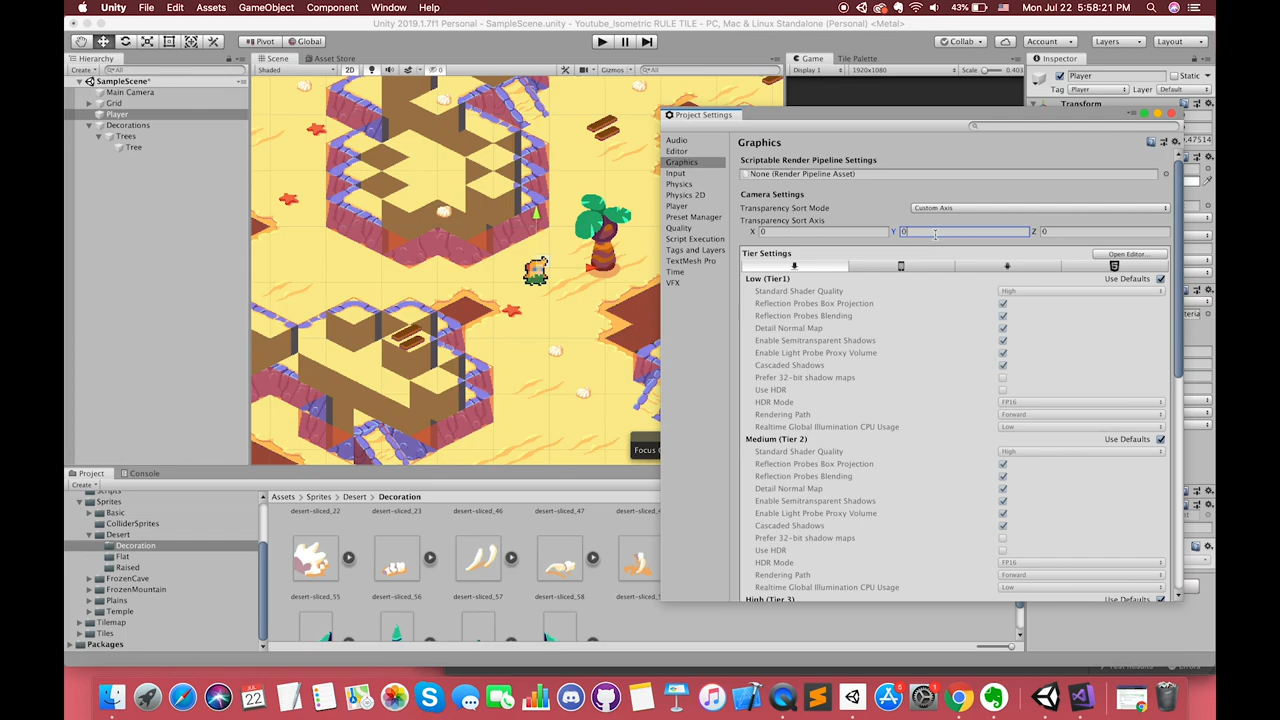 Unity File Edit Assets GameObject Component Window Help 43% Mon Jul 22 5:58:21 PM
Unity 2019.1.7f1 Personal - SampleScene.unity - Youtube_Isometric RULE TILE - PC, Mac & Linux Standalone (Personal) <Metal>
Pivot Global Collab Account Layers Layout
Hierarchy Scene Asset Store Game Tile Palette Inspector
Create All Shaded 2D 0 Gizmos All Display 1 1920x1080 Scale 0.403 Player Static
SampleScene*
Tag Player Layer Default
Main Camera
Grid
Transform
Player
Decorations
Trees
Tree
Project Settings
Audio
Editor
Graphics
Input
Physics
Physics 2D
Player
Preset Manager
Quality
Script Execution
Tags and Layers
TextMesh Pro
Time
VFX
Graphics
Scriptable Render Pipeline Settings
None (Render Pipeline Asset)
Camera Settings
Transparency Sort Mode Custom Axis
Transparency Sort Axis
X 0 Y 0 Z 0
Tier Settings Open Editor...
Low (Tier1) Use Defaults
Standard Shader Quality High
Reflection Probes Box Projection
Reflection Probes Blending
Detail Normal Map
Enable Semitransparent Shadows
Enable Light Probe Proxy Volume
Cascaded Shadows
Prefer 32-bit shadow maps
Use HDR
HDR Mode FP16
Rendering Path Forward
Realtime Global Illumination CPU Usage Low
Medium (Tier 2) Use Defaults
Standard Shader Quality High
Reflection Probes Box Projection
Reflection Probes Blending
Detail Normal Map
Enable Semitransparent Shadows
Enable Light Probe Proxy Volume
Cascaded Shadows
Prefer 32-bit shadow maps
Use HDR
HDR Mode FP16
Rendering Path Forward
Realtime Global Illumination CPU Usage Low
High (Tier 3) Use Defaults
47514
Focus
Project Console
Create
Scripts
Sprites
Basic
ColliderSprites
Desert
Decoration
Flat
Raised
FrozenCave
FrozenMountain
Plains
Temple
Tilemap
Tiles
Packages
Assets Sprites Desert Decoration
desert-sliced_22 desert-sliced_23 desert-sliced_46 desert-sliced_47
desert-sliced_55 desert-sliced_56 desert-sliced_57
JUL
22